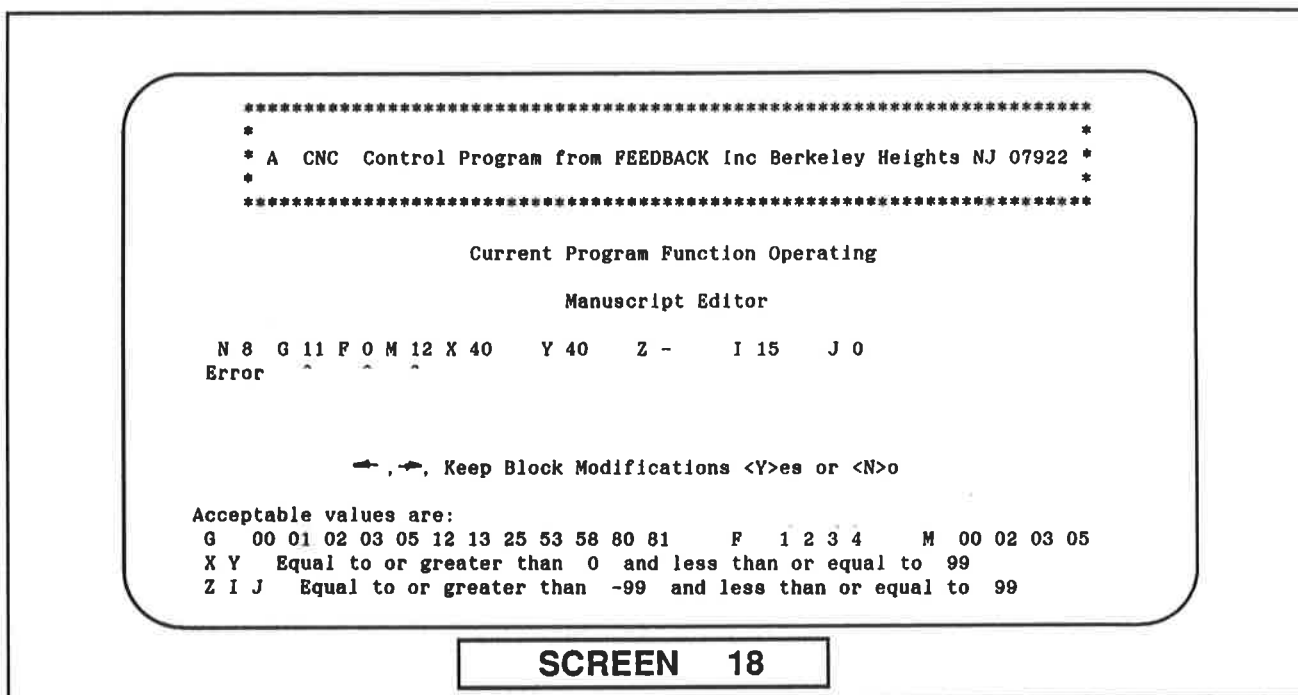 ***********************************************************************
* *
* A CNC Control Program from FEEDBACK Inc Berkeley Heights NJ 07922 *
* *
***********************************************************************
Current Program Function Operating
Manuscript Editor
N 8 G 11 F 0 M 12 X 40 Y 40 Z - I 15 J 0
Error ^ ^ ^
←,→, Keep Block Modifications <Y>es or <N>o
Acceptable values are:
G 00 01 02 03 05 12 13 25 53 58 80 81 F 1 2 3 4 M 00 02 03 05
X Y Equal to or greater than 0 and less than or equal to 99
Z I J Equal to or greater than -99 and less than or equal to 99
SCREEN 18